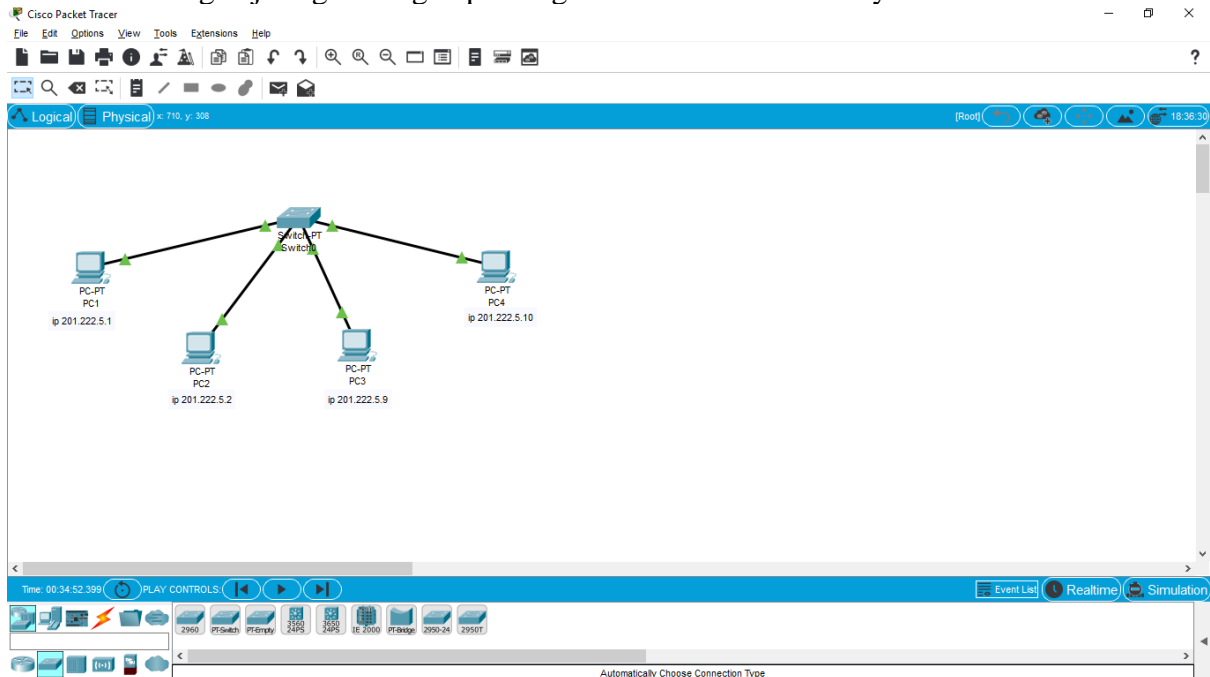 Cisco Packet Tracer
File Edit Options View Tools Extensions Help
?
Logical Physical x: 710, y: 308 [Root] 18:36:30
Switch-PT
Switch0
PC-PT
PC1
ip 201.222.5.1
PC-PT
PC4
ip 201.222.5.10
PC-PT
PC2
ip 201.222.5.2
PC-PT
PC3
ip 201.222.5.9
Time: 00:34:52.399 PLAY CONTROLS: Event List Realtime Simulation
2960 PT-Switch PT-Empty 3560 24PS 3650 24PS IE 2000 PT-Bridge 2950-24 2950T
Automatically Choose Connection Type